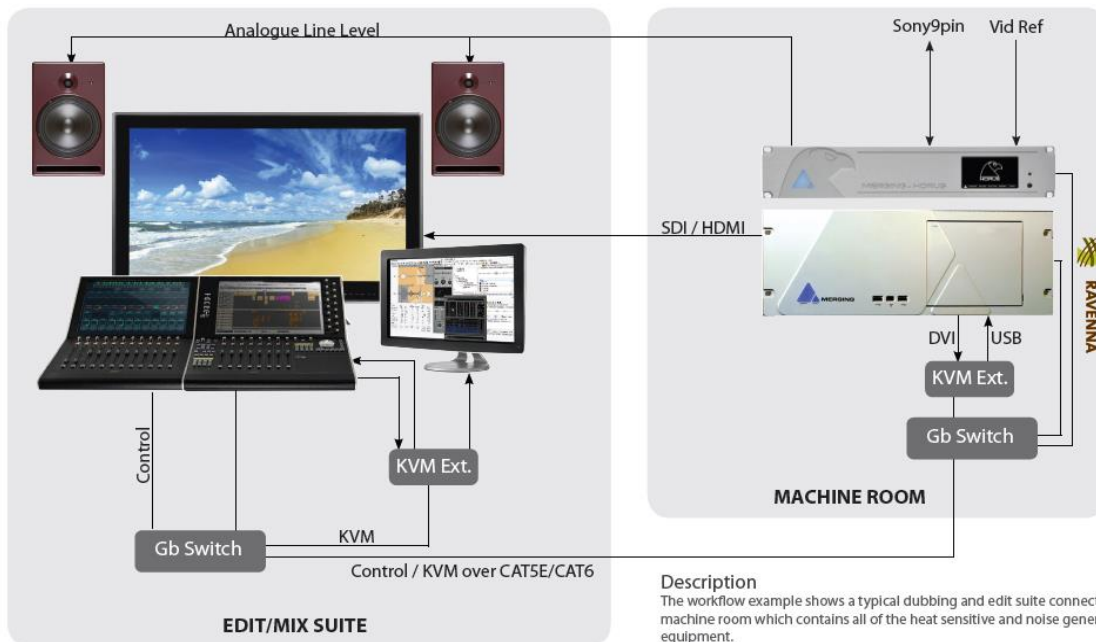 Analogue Line Level
Sony9pin
Vid Ref
MERGING
HORUS
SDI / HDMI
MERGING
RAVENNA
DVI
USB
KVM Ext.
Gb Switch
Control
KVM Ext.
MACHINE ROOM
Gb Switch
KVM
Control / KVM over CAT5E/CAT6
EDIT/MIX SUITE
Description
The workflow example shows a typical dubbing and edit suite connect
machine room which contains all of the heat sensitive and noise gener
equipment.